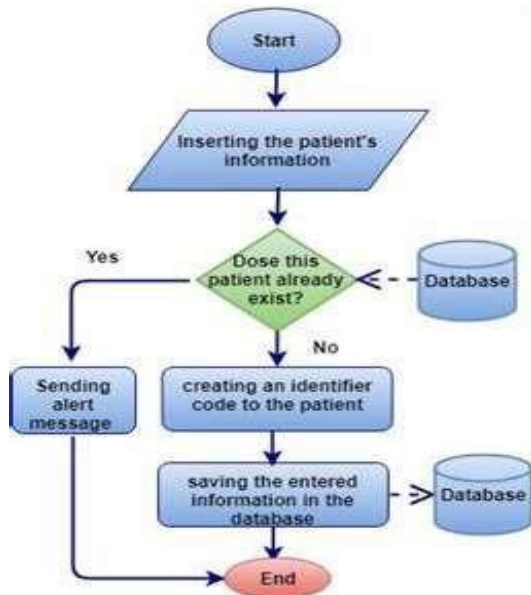 Start
Inserting the patient's
information
Yes
Dose this
patient already
exist?
Database
No
Sending
alert
message
creating an identifier
code to the patient
saving the entered
information in the
database
Database
End